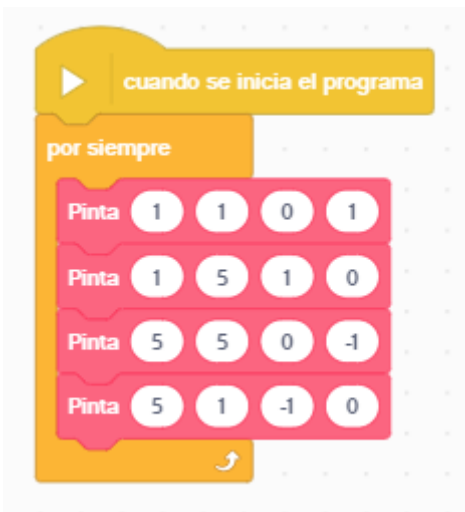 cuando se inicia el programa
por siempre
Pinta 1 1 0 1
Pinta 1 5 1 0
Pinta 5 5 0 -1
Pinta 5 1 -1 0